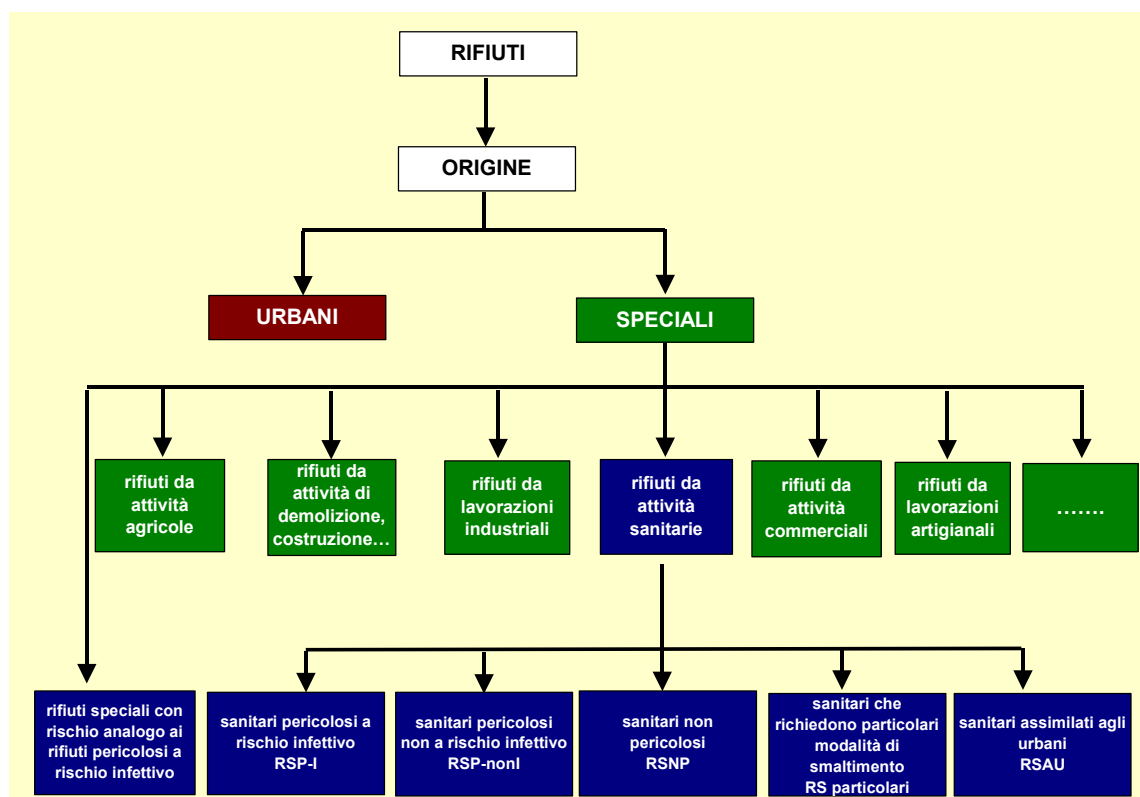 RIFIUTI
ORIGINE
URBANI
SPECIALI
rifiuti da
attività
agricole
rifiuti da
attività di
demolizione,
costruzione…
rifiuti da
lavorazioni
industriali
rifiuti da
attività
sanitarie
rifiuti da
attività
commerciali
rifiuti da
lavorazioni
artigianali
…….
rifiuti speciali con
rischio analogo ai
rifiuti pericolosi a
rischio infettivo
sanitari pericolosi a
rischio infettivo
RSP-I
sanitari pericolosi
non a rischio infettivo
RSP-nonI
sanitari non
pericolosi
RSNP
sanitari che
richiedono particolari
modalità di
smaltimento
RS particolari
sanitari assimilati agli
urbani
RSAU